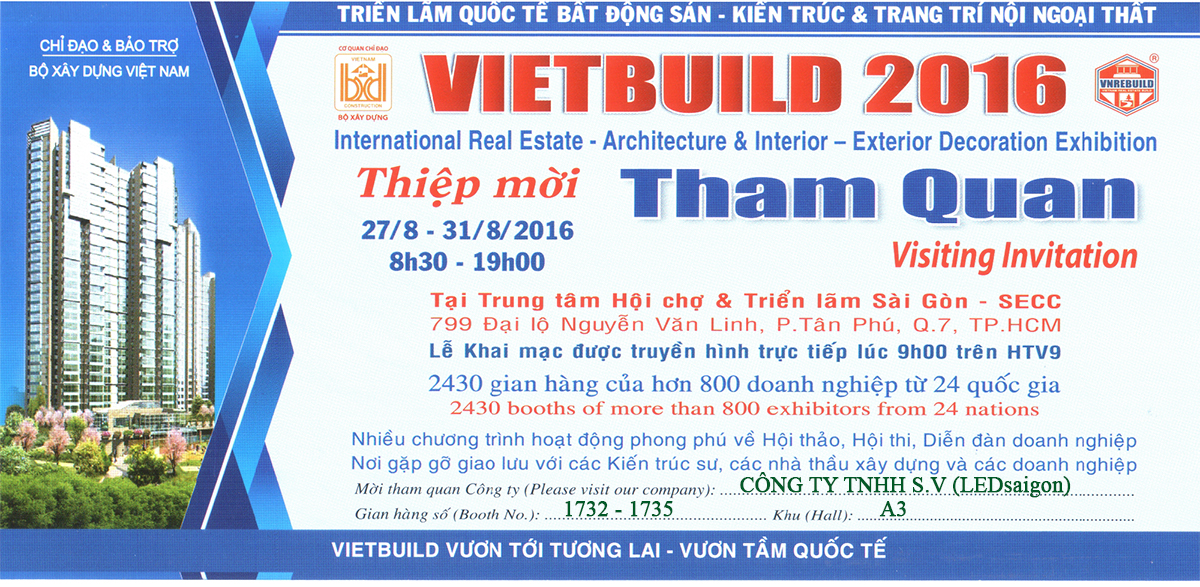 TRIỂN LÃM QUỐC TẾ BẤT ĐỘNG SẢN - KIẾN TRÚC & TRANG TRÍ NỘI NGOẠI THẤT
CHỈ ĐẠO & BẢO TRỢ
BỘ XÂY DỰNG VIỆT NAM
CƠ QUAN CHỈ ĐẠO
VIETNAM
bxd
CONSTRUCTION
BỘ XÂY DỰNG
VIETBUILD 2016
VNREBUILD
®
International Real Estate - Architecture & Interior – Exterior Decoration Exhibition
Thiệp mời
Tham Quan
27/8 - 31/8/2016
8h30 - 19h00
Visiting Invitation
Tại Trung tâm Hội chợ & Triển lãm Sài Gòn - SECC
799 Đại lộ Nguyễn Văn Linh, P.Tân Phú, Q.7, TP.HCM
Lễ Khai mạc được truyền hình trực tiếp lúc 9h00 trên HTV9
2430 gian hàng của hơn 800 doanh nghiệp từ 24 quốc gia
2430 booths of more than 800 exhibitors from 24 nations
Nhiều chương trình hoạt động phong phú về Hội thảo, Hội thi, Diễn đàn doanh nghiệp
Nơi gặp gỡ giao lưu với các Kiến trúc sư, các nhà thầu xây dựng và các doanh nghiệp
Mời tham quan Công ty (Please visit our company): CÔNG TY TNHH S.V (LEDsaigon)
Gian hàng số (Booth No.): 1732 - 1735 Khu (Hall): A3
VIETBUILD VƯƠN TỚI TƯƠNG LAI - VƯƠN TẦM QUỐC TẾ